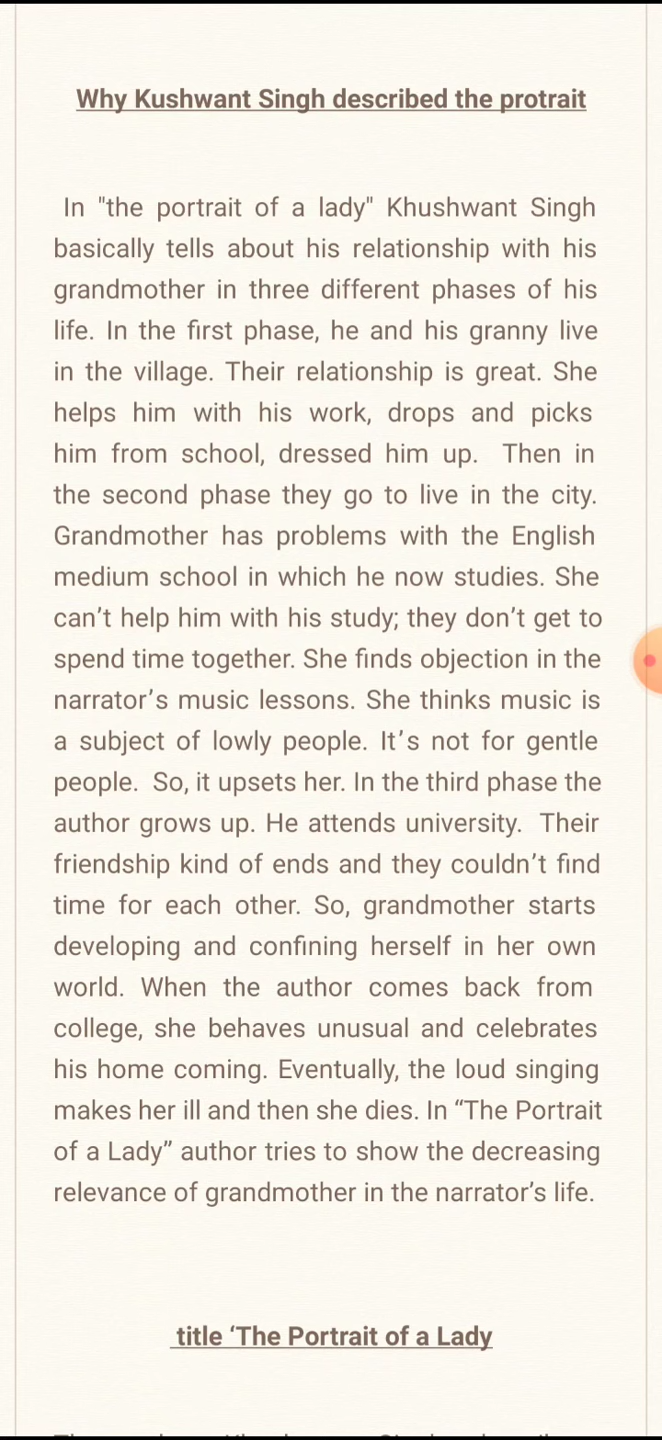 Why Kushwant Singh described the protrait
In "the portrait of a lady" Khushwant Singh
basically tells about his relationship with his
grandmother in three different phases of his
life. In the first phase, he and his granny live
in the village. Their relationship is great. She
helps him with his work, drops and picks
him from school, dressed him up. Then in
the second phase they go to live in the city.
Grandmother has problems with the English
medium school in which he now studies. She
can’t help him with his study; they don’t get to
spend time together. She finds objection in the
narrator’s music lessons. She thinks music is
a subject of lowly people. It’s not for gentle
people. So, it upsets her. In the third phase the
author grows up. He attends university. Their
friendship kind of ends and they couldn’t find
time for each other. So, grandmother starts
developing and confining herself in her own
world. When the author comes back from
college, she behaves unusual and celebrates
his home coming. Eventually, the loud singing
makes her ill and then she dies. In “The Portrait
of a Lady” author tries to show the decreasing
relevance of grandmother in the narrator’s life.
title ‘The Portrait of a Lady